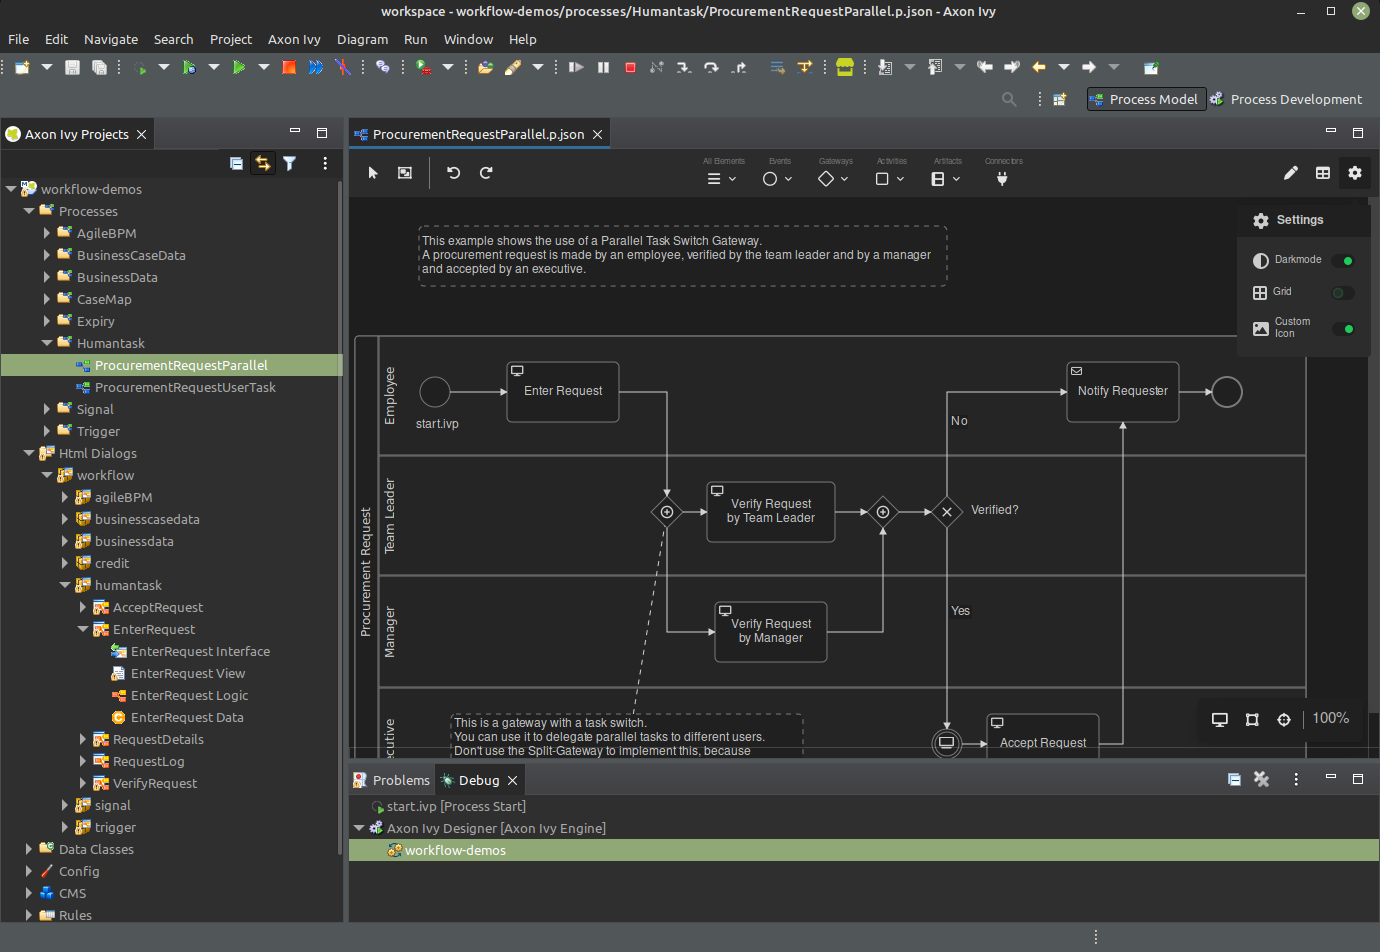 workspace - workflow-demos/processes/Humantask/ProcurementRequestParallel.p.json - Axon Ivy
File Edit Navigate Search Project Axon Ivy Diagram Run Window Help
Process Model
Process Development
Axon Ivy Projects
workflow-demos
Processes
AgileBPM
BusinessCaseData
BusinessData
CaseMap
Expiry
Humantask
ProcurementRequestParallel
ProcurementRequestUserTask
Signal
Trigger
Html Dialogs
workflow
agileBPM
businesscasedata
businessdata
credit
humantask
AcceptRequest
EnterRequest
EnterRequest Interface
EnterRequest View
EnterRequest Logic
EnterRequest Data
RequestDetails
RequestLog
VerifyRequest
signal
trigger
Data Classes
Config
CMS
Rules
ProcurementRequestParallel.p.json
All Elements Events Gateways Activities Artifacts Connectors
Settings
Darkmode
Grid
Custom
Icon
This example shows the use of a Parallel Task Switch Gateway.
A procurement request is made by an employee, verified by the team leader and by a manager
and accepted by an executive.
Procurement Request
Employee
start.ivp
Enter Request
Notify Requester
No
Team Leader
Verify Request
by Team Leader
Verified?
Manager
Verify Request
by Manager
Yes
cutive
This is a gateway with a task switch.
You can use it to delegate parallel tasks to different users.
Don't use the Split-Gateway to implement this, because
Accept Request
100%
Problems
Debug
start.ivp [Process Start]
Axon Ivy Designer [Axon Ivy Engine]
workflow-demos